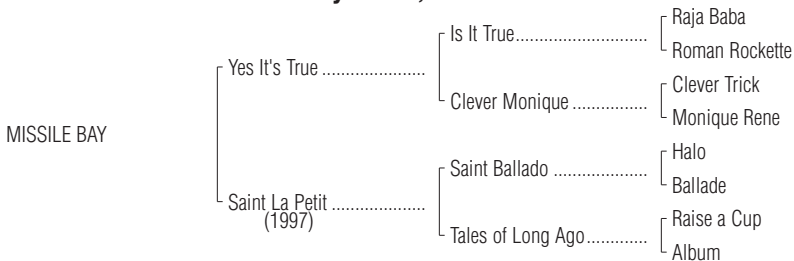 Raja Baba
Is It True
Roman Rockette
Yes It's True
Clever Trick
Clever Monique
Monique Rene
MISSILE BAY
Halo
Saint Ballado
Ballade
Saint La Petit
(1997)
Raise a Cup
Tales of Long Ago
Album